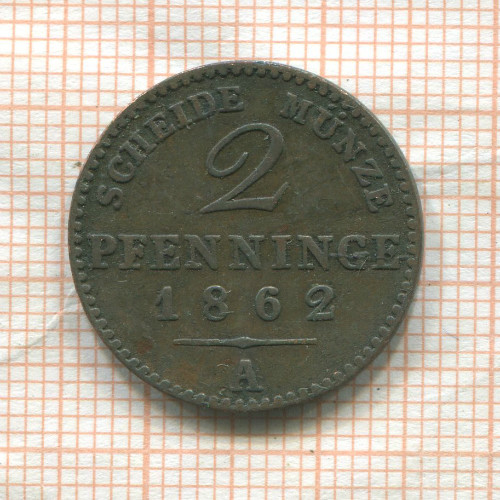 SCHEIDE MÜNZE
2
PFENNINGE
1862
A